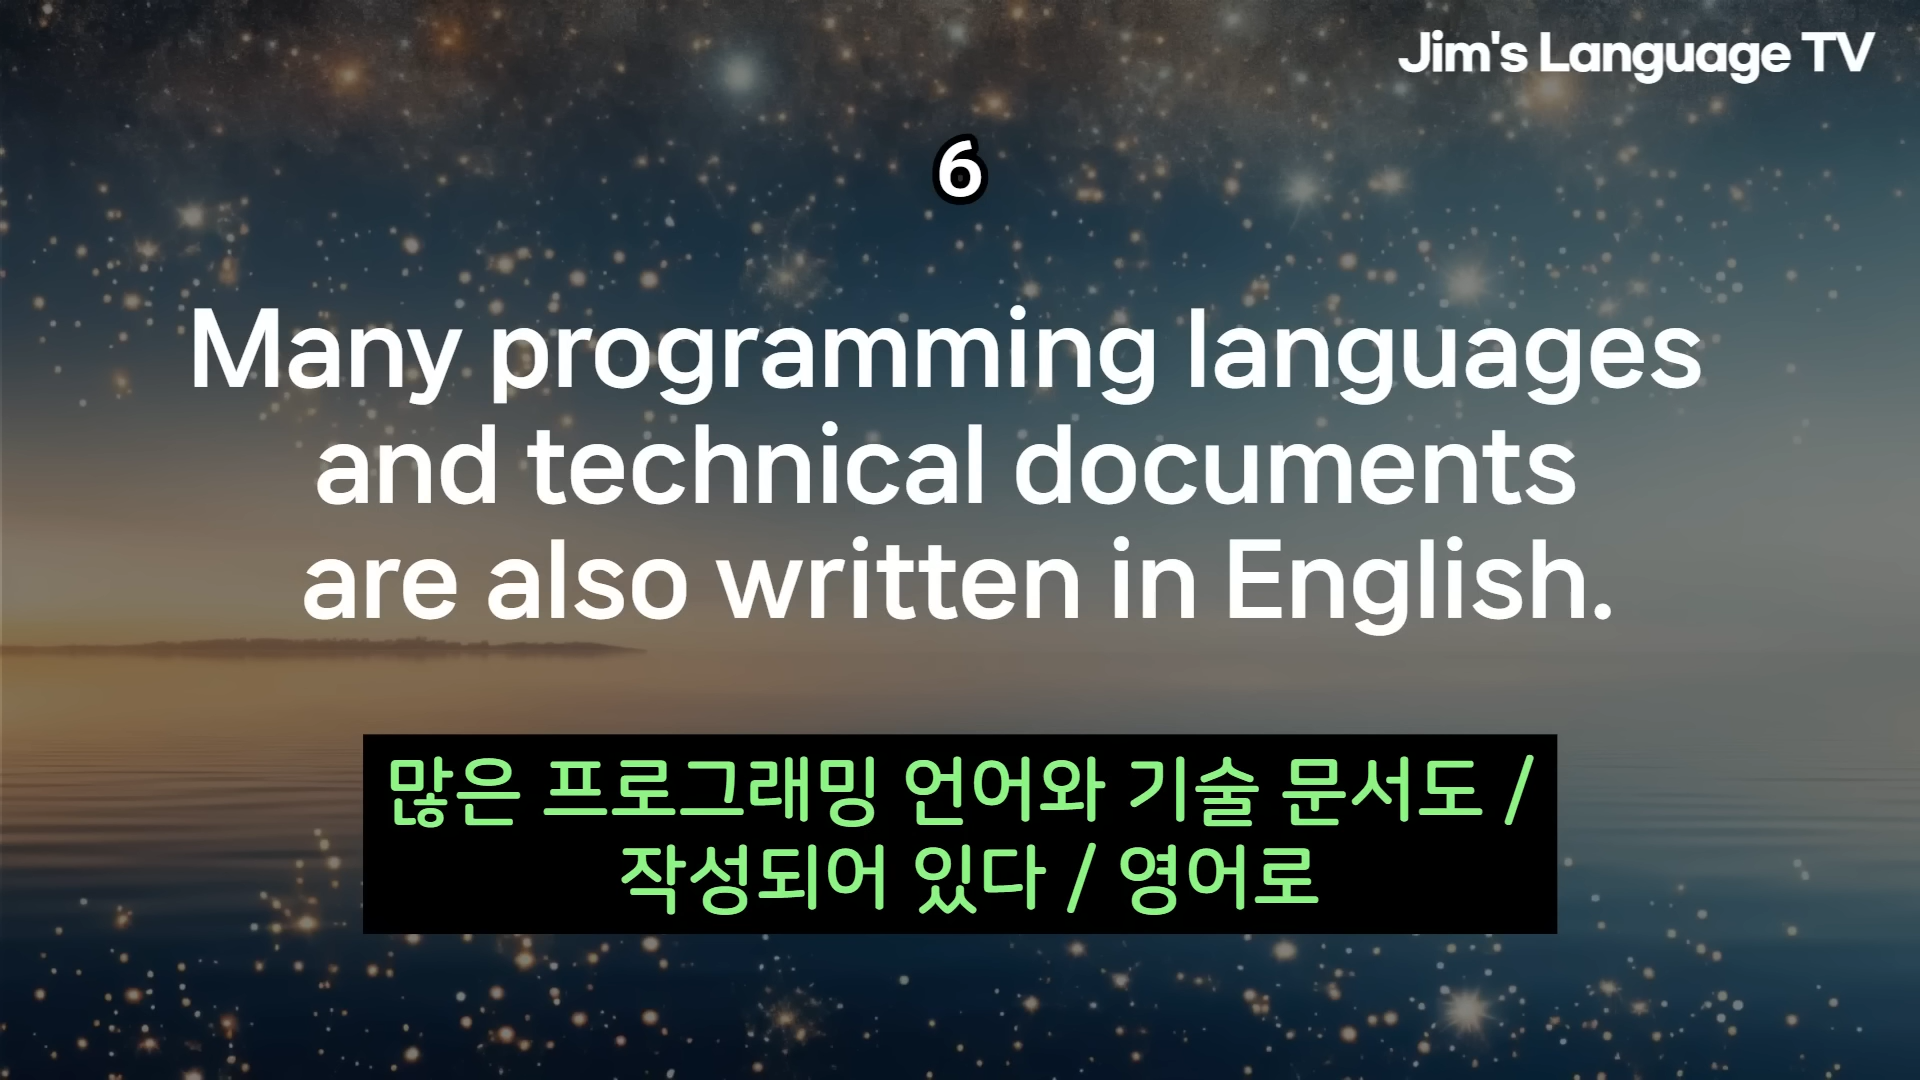 Jim's Language TV
6
Many programming languages
and technical documents
are also written in English.
많은 프로그래밍 언어와 기술 문서도 /
작성되어 있다 / 영어로